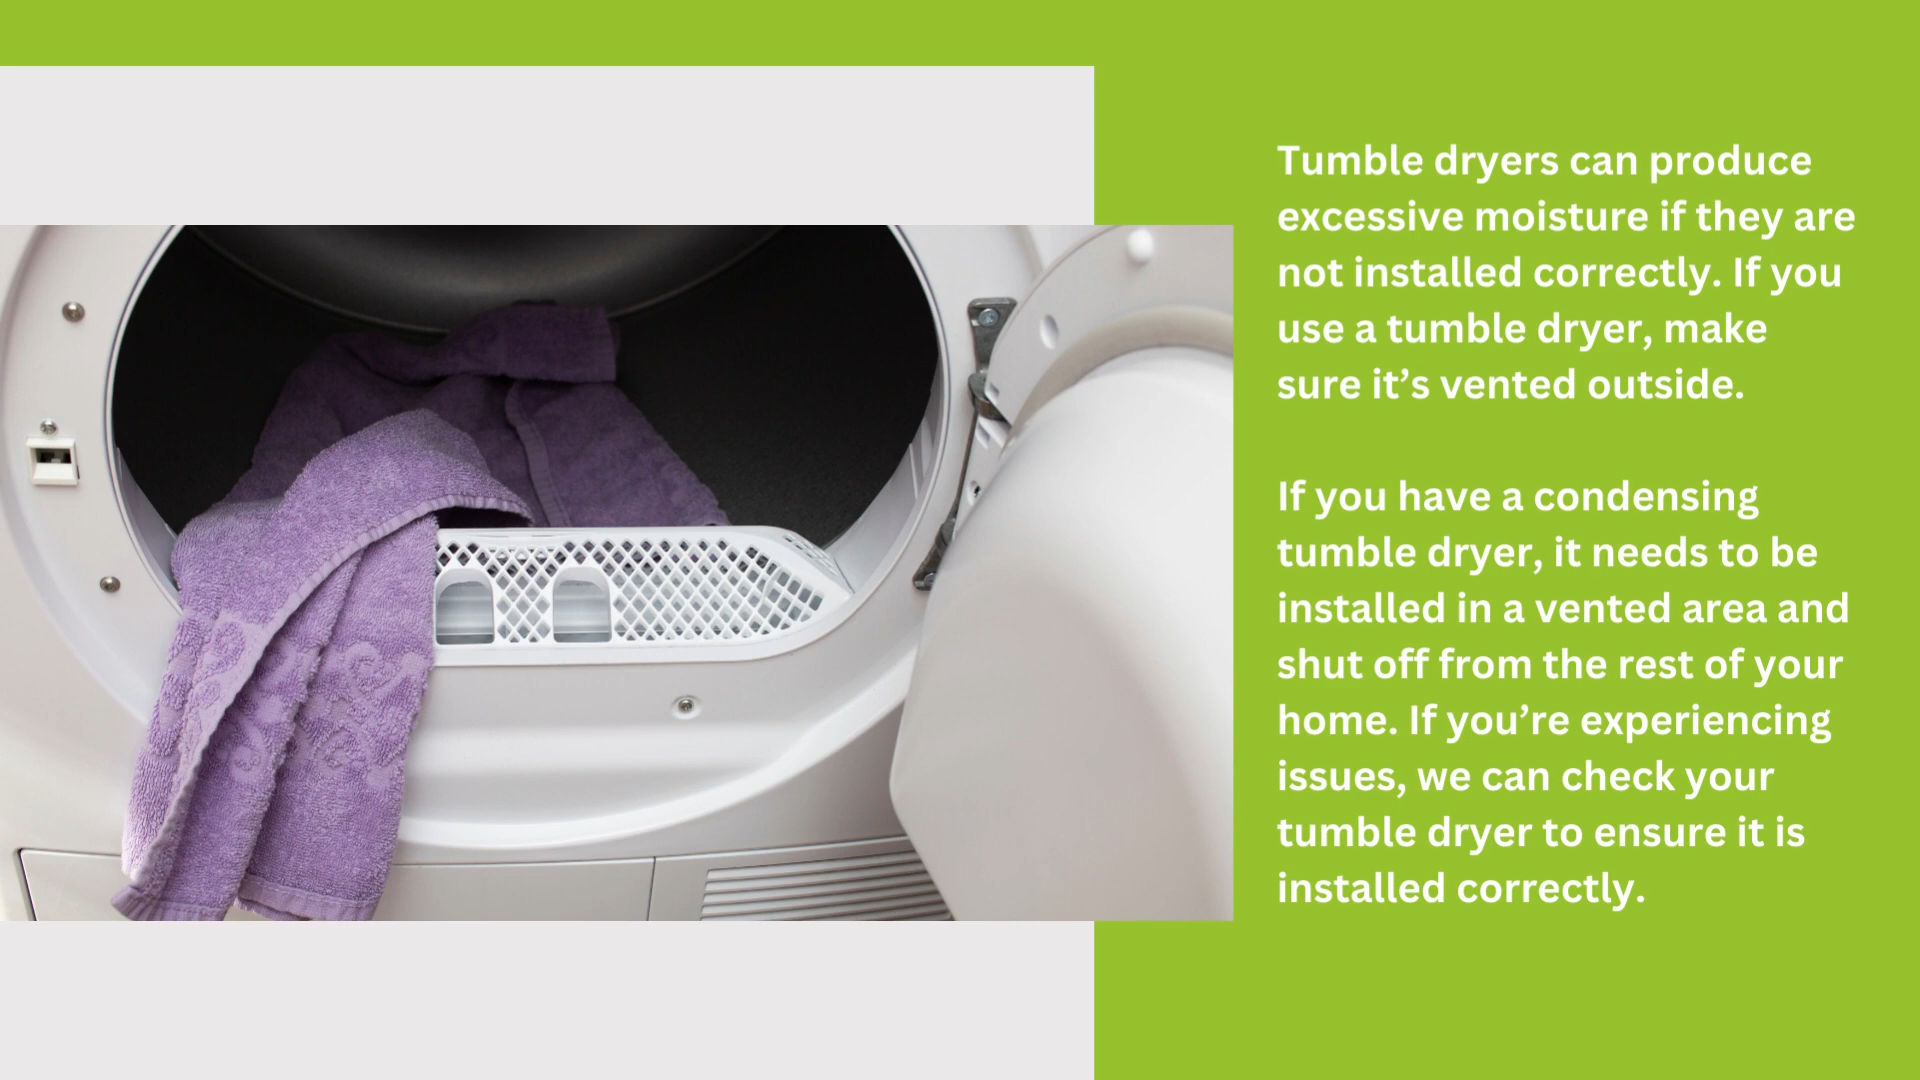 Tumble dryers can produce
excessive moisture if they are
not installed correctly. If you
use a tumble dryer, make
sure it’s vented outside.
If you have a condensing
tumble dryer, it needs to be
installed in a vented area and
shut off from the rest of your
home. If you’re experiencing
issues, we can check your
tumble dryer to ensure it is
installed correctly.